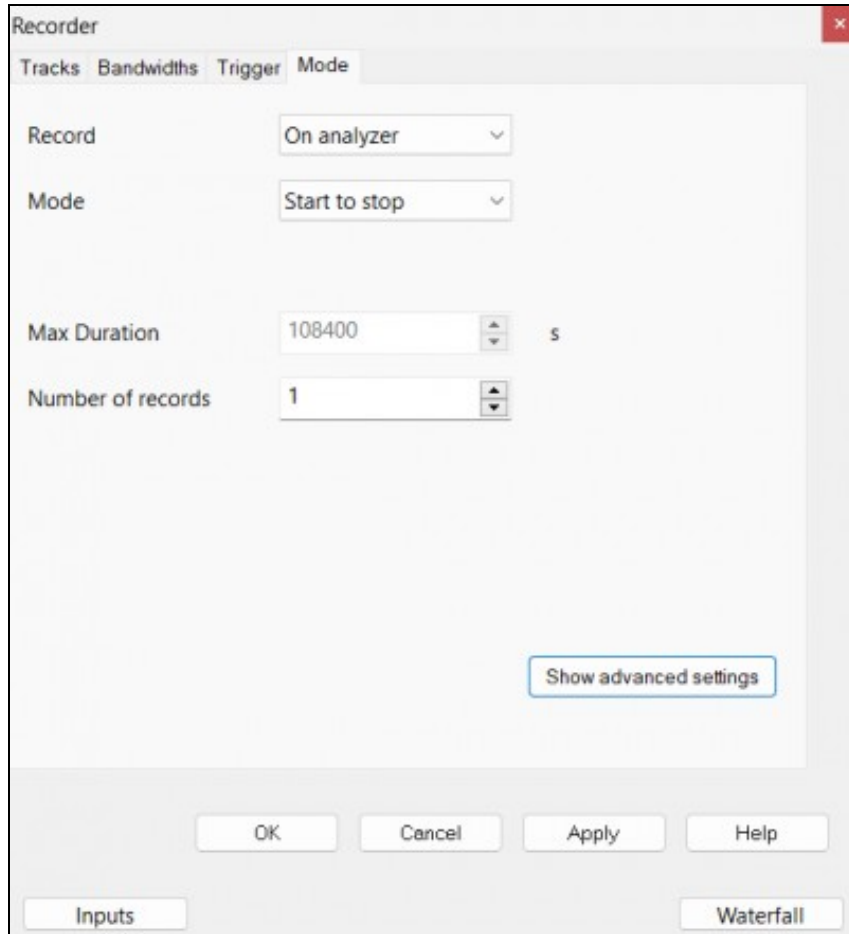 Recorder
Tracks Bandwidths Trigger Mode
Record On analyzer
Mode Start to stop
Max Duration 108400 s
Number of records 1
Show advanced settings
OK Cancel Apply Help
Inputs Waterfall